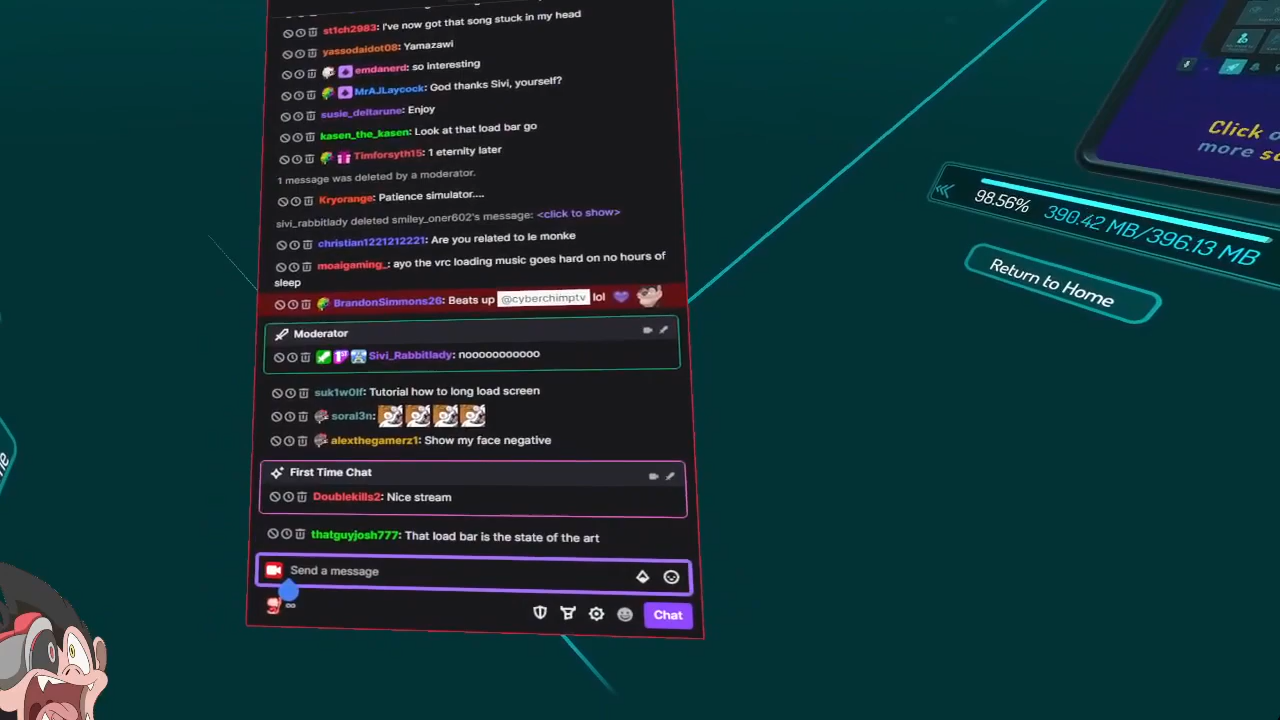 st1ch2983: I've now got that song stuck in my head
yassodaidot08: Yamazawi
emdanerd: so interesting
MrAJLaycock: God thanks Sivi, yourself?
susie_deltarune: Enjoy
kasen_the_kasen: Look at that load bar go
Timforsyth15: 1 eternity later
1 message was deleted by a moderator.
Kryorange: Patience simulator....
sivi_rabbitlady deleted smiley_oner602's message: <click to show>
christian1221212221: Are you related to le monke
moaigaming_: ayo the vrc loading music goes hard on no hours of
sleep
BrandonSimmons26: Beats up @cyberchimptv lol
Moderator
Sivi_Rabbitlady: nooooooooooo
suk1w0lf: Tutorial how to long load screen
soral3n:
alexthegamerz1: Show my face negative
First Time Chat
Doublekills2: Nice stream
thatguyjosh777: That load bar is the state of the art
Send a message
Chat
Click o
more so
98.56% 390.42 MB/396.13 MB
Return to Home